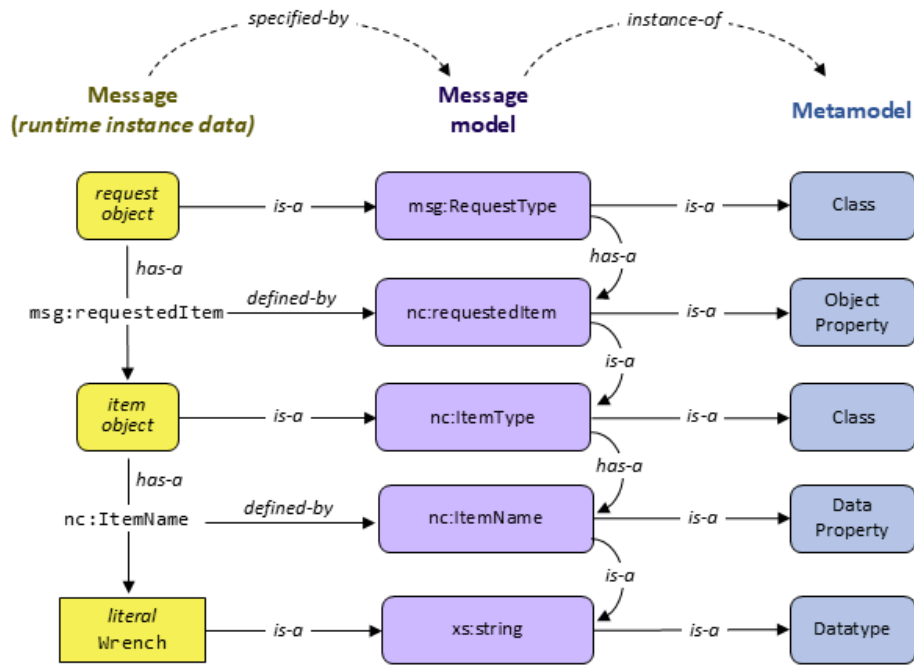 specified-by
instance-of
Message
(runtime instance data)
Message
model
Metamodel
request
object
is-a
msg:RequestType
is-a
Class
has-a
has-a
msg:requestedItem
defined-by
nc:requestedItem
is-a
Object
Property
is-a
item
object
is-a
nc:ItemType
is-a
Class
has-a
has-a
nc:ItemName
defined-by
nc:ItemName
is-a
Data
Property
is-a
literal
Wrench
is-a
xs:string
is-a
Datatype